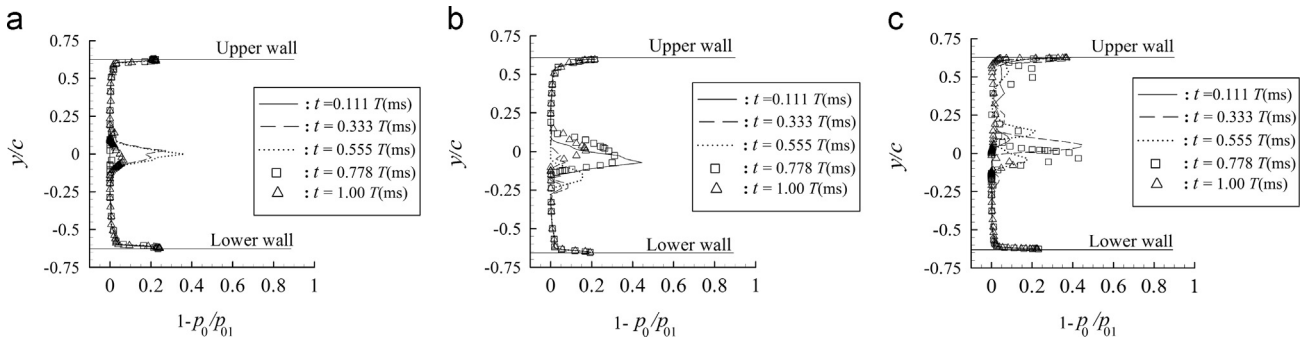 a
0.75
0.5
0.25
0
-0.25
-0.5
-0.75
y/c
Upper wall
: t =0.111 T(ms)
: t = 0.333 T(ms)
: t = 0.555 T(ms)
: t = 0.778 T(ms)
: t = 1.00 T(ms)
Lower wall
0 0.2 0.4 0.6 0.8 1
1- p0/p01
b
0.75
0.5
0.25
0
-0.25
-0.5
-0.75
y/c
Upper wall
: t =0.111 T(ms)
: t = 0.333 T(ms)
: t = 0.555 T(ms)
: t = 0.778 T(ms)
: t = 1.00 T(ms)
Lower wall
0 0.2 0.4 0.6 0.8 1
1- p0/p01
c
0.75
0.5
0.25
0
-0.25
-0.5
-0.75
y/c
Upper wall
: t =0.111 T(ms)
: t = 0.333 T(ms)
: t = 0.555 T(ms)
: t = 0.778 T(ms)
: t = 1.00 T(ms)
Lower wall
0 0.2 0.4 0.6 0.8 1
1- p0/p01